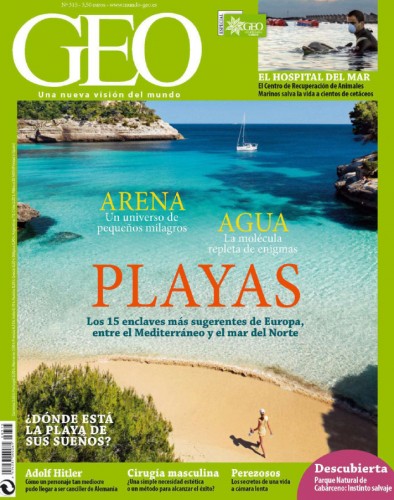 GEO
Una nueva visión del mundo
ESPECIAL
GEO
EL HOSPITAL DEL MAR
El Centro de Recuperación de Animales
Marinos salva la vida a cientos de cetáceos
ARENA
Un universo de
pequeños milagros
AGUA
La molécula
repleta de enigmas
PLAYAS
Los 15 enclaves más sugerentes de Europa,
entre el Mediterráneo y el mar del Norte
¿DÓNDE ESTÁ
LA PLAYA DE
SUS SUEÑOS?
Adolf Hitler
Cómo un personaje tan mediocre
pudo llegar a ser canciller de Alemania
Cirugía masculina
¿Una simple necesidad estética
o un método para alcanzar el éxito?
Perezosos
Los secretos de una vida
a cámara lenta
Descubierta
Parque Natural de
Cabárceno: Instinto salvaje